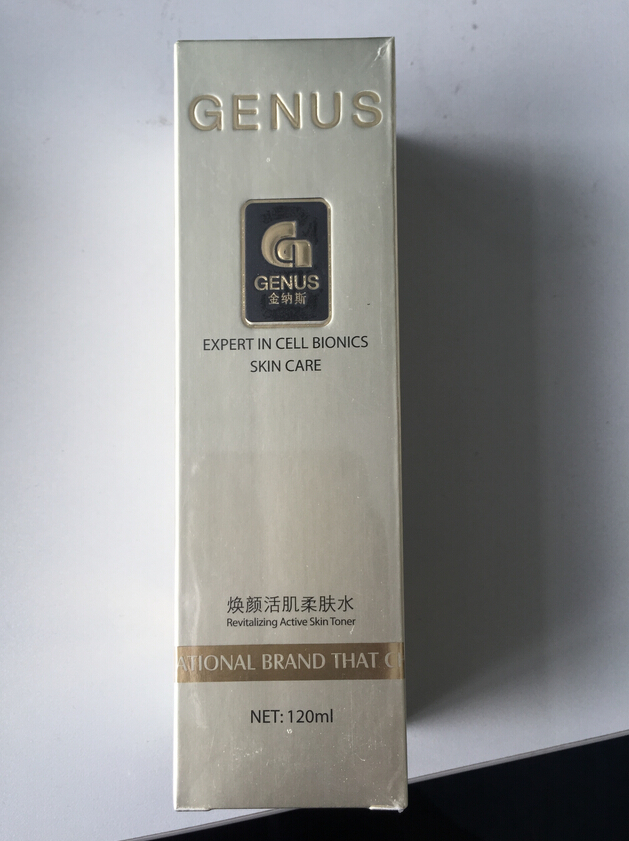 GENUS
GENUS
金纳斯
EXPERT IN CELL BIONICS
SKIN CARE
焕颜活肌柔肤水
Revitalizing Active Skin Toner
ATIONAL BRAND THAT C
NET: 120ml